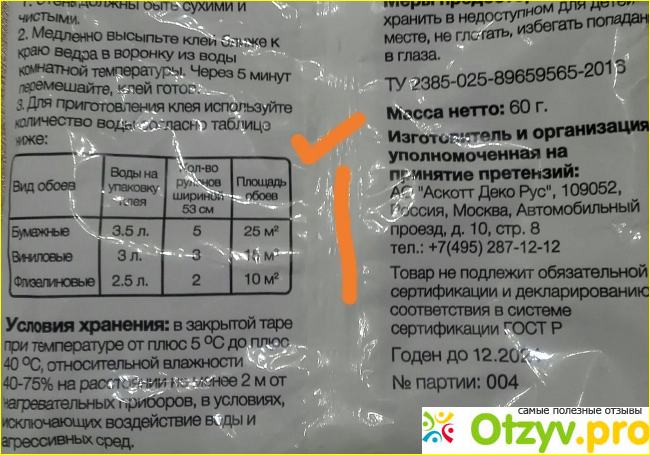 1. Стены должны быть сухими и
чистыми.
2. Медленно высыпьте клей ближе к
краю ведра в воронку из воды
комнатной температуры. Через 5 минут
перемешайте, клей готов.
3. Для приготовления клея используйте
количество воды согласно таблице
ниже:
Вид обоев Воды на упаковку клея Кол-во рулонов шириной 53 см Площадь обоев
Бумажные 3.5 л. 5 25 м²
Виниловые 3 л. 3 15 м²
Флизелиновые 2.5 л. 2 10 м²
Условия хранения: в закрытой таре
при температуре от плюс 5 ºС до плюс
40 ºС, относительной влажности
40-75% на расстоянии не менее 2 м от
нагревательных приборов, в условиях,
исключающих воздействие воды и
агрессивных сред.
хранить в недоступном для детей
месте, не глотать, избегать попадан
в глаза.
ТУ 2385-025-89659565-2016
Масса нетто: 60 г.
Изготовитель и организация
уполномоченная на
принятие претензий:
АО "Аскотт Деко Рус", 109052,
Россия, Москва, Автомобильный
проезд, д. 10, стр. 8
тел.: +7(495) 287-12-12
Товар не подлежит обязательной
сертификации и декларированию
соответствия в системе
сертификации ГОСТ Р
Годен до 12.202
№ партии: 004
самые полезные отзывы
Otzyv.pro